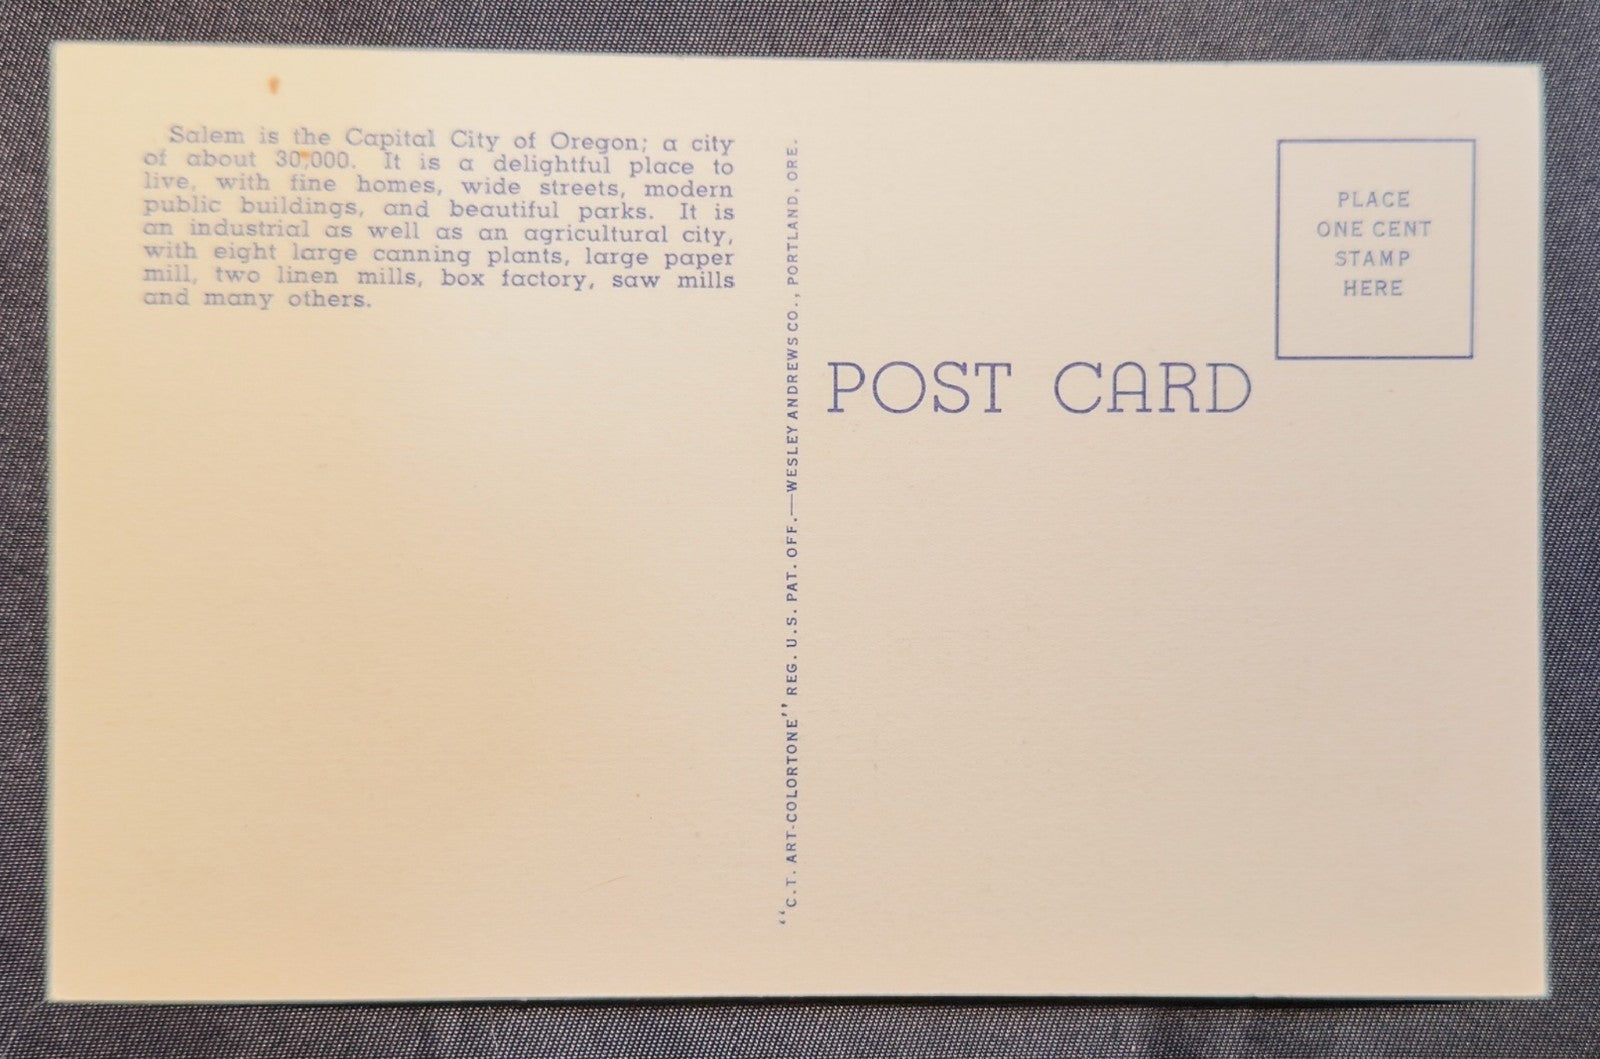 Salem is the Capital City of Oregon; a city
of about 30,000. It is a delightful place to
live, with fine homes, wide streets, modern
public buildings, and beautiful parks. It is
an industrial as well as an agricultural city,
with eight large canning plants, large paper
mill, two linen mills, box factory, saw mills
and many others.
"C.T. ART-COLORTONE" REG. U.S. PAT. OFF.—WESLEY ANDREWS CO., PORTLAND, ORE.
POST CARD
PLACE
ONE CENT
STAMP
HERE